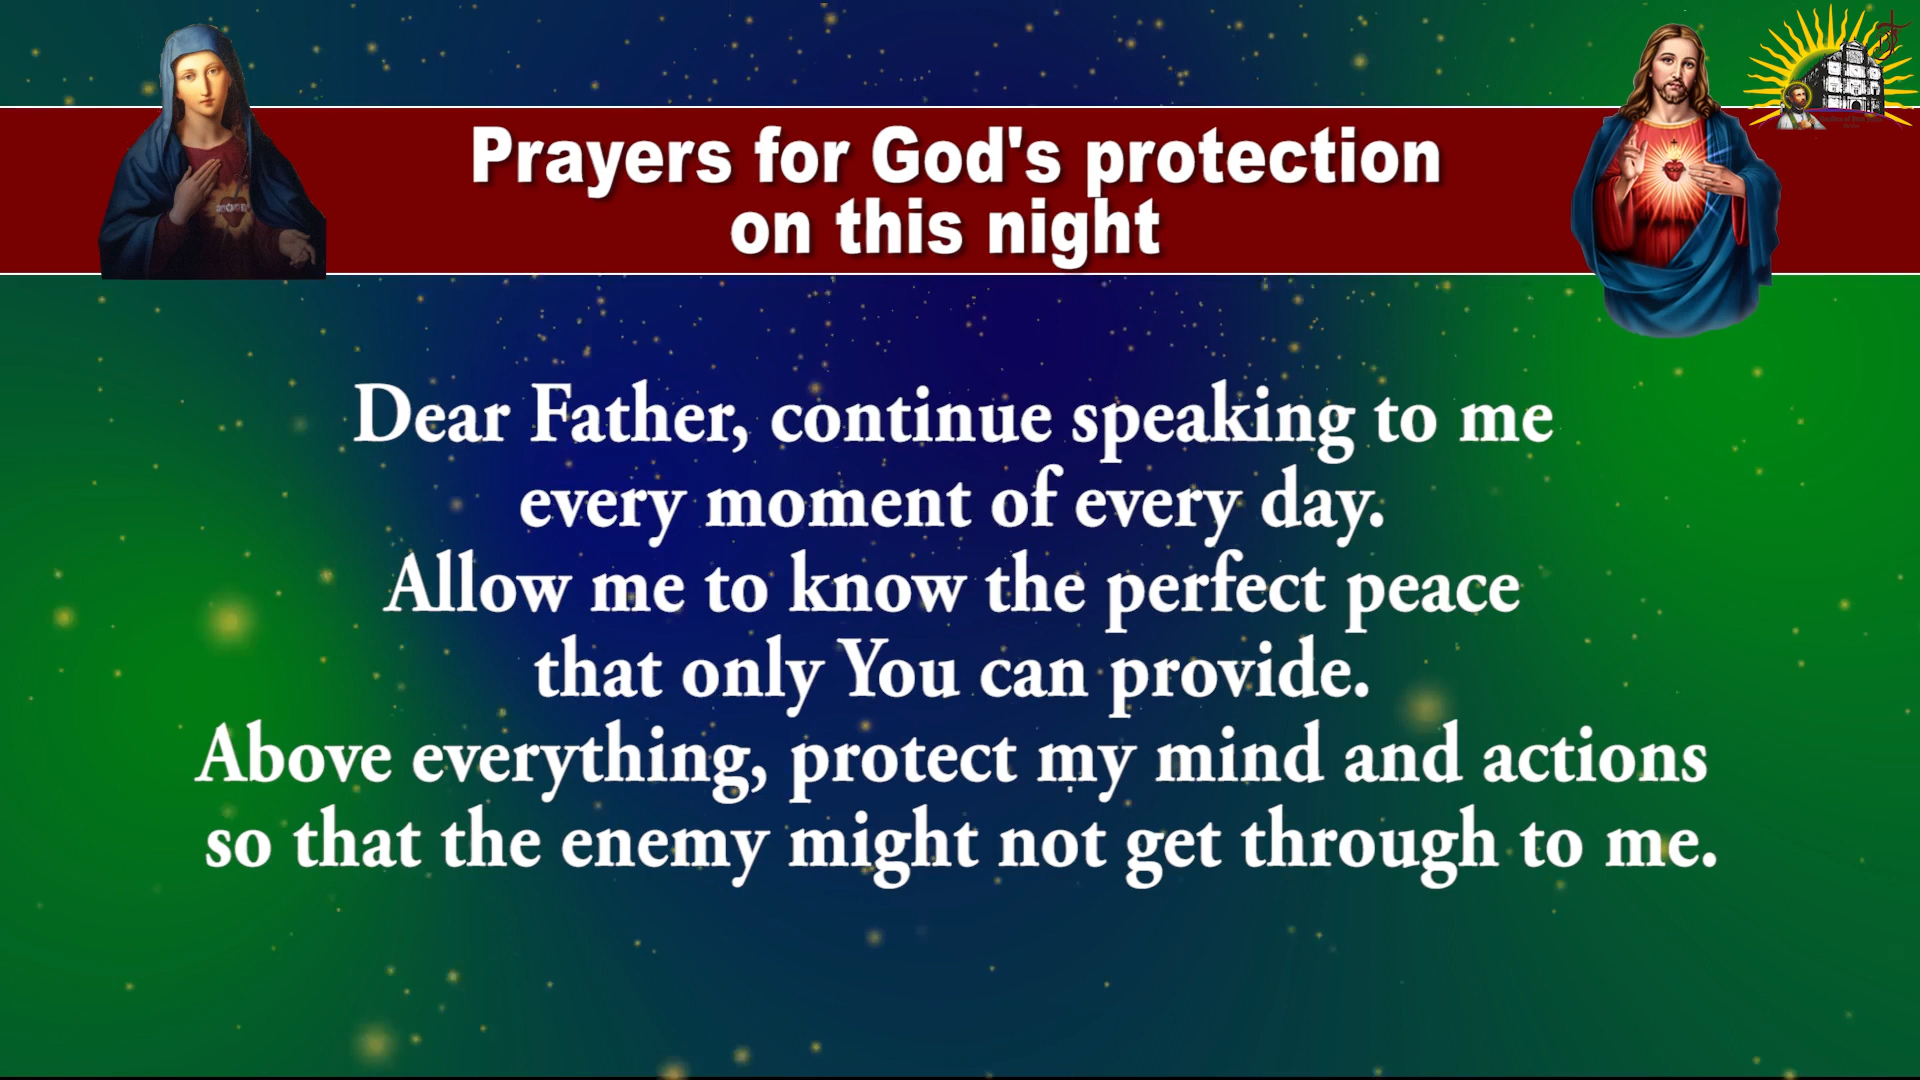 Prayers for God's protection
on this night
Dear Father, continue speaking to me
every moment of every day.
Allow me to know the perfect peace
that only You can provide.
Above everything, protect my mind and actions
so that the enemy might not get through to me.